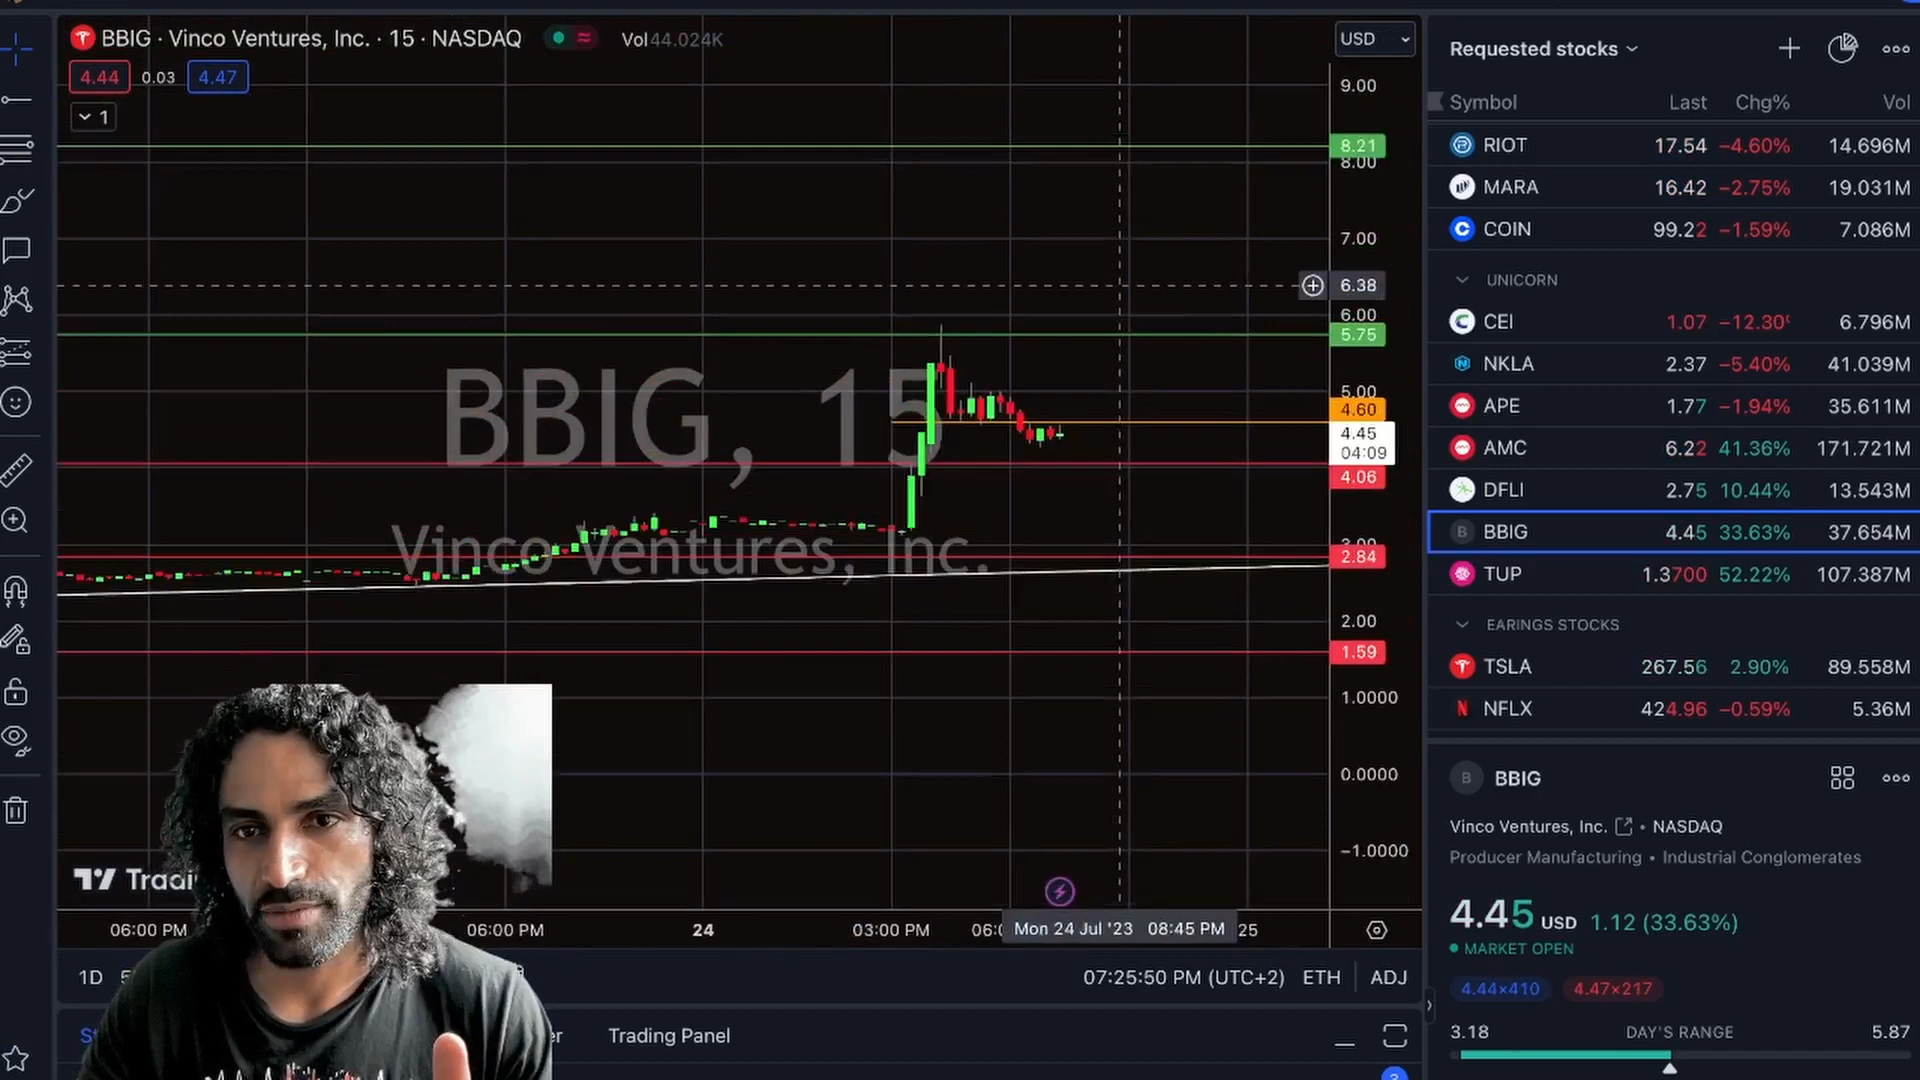 BBIG · Vinco Ventures, Inc. · 15 · NASDAQ
Vol 44.024K
4.44 0.03 4.47
1
USD
9.00
8.21
8.00
7.00
6.38
6.00
5.75
5.00
4.60
4.45
04:09
4.06
3.00
2.84
2.00
1.59
1.0000
0.0000
−1.0000
BBIG, 15
Vinco Ventures, Inc.
06:00 PM 06:00 PM 24 03:00 PM Mon 24 Jul '23 08:45 PM 25
1D
07:25:50 PM (UTC+2) ETH ADJ
Trading Panel
Requested stocks
Symbol Last Chg% Vol
RIOT 17.54 −4.60% 14.696M
MARA 16.42 −2.75% 19.031M
COIN 99.22 −1.59% 7.086M
UNICORN
CEI 1.07 −12.30 6.796M
NKLA 2.37 −5.40% 41.039M
APE 1.77 −1.94% 35.611M
AMC 6.22 41.36% 171.721M
DFLI 2.75 10.44% 13.543M
B BBIG 4.45 33.63% 37.654M
TUP 1.3700 52.22% 107.387M
EARINGS STOCKS
TSLA 267.56 2.90% 89.558M
NFLX 424.96 −0.59% 5.36M
B BBIG
Vinco Ventures, Inc. • NASDAQ
Producer Manufacturing • Industrial Conglomerates
4.45 USD 1.12 (33.63%)
MARKET OPEN
4.44×410 4.47×217
3.18 DAY'S RANGE 5.87